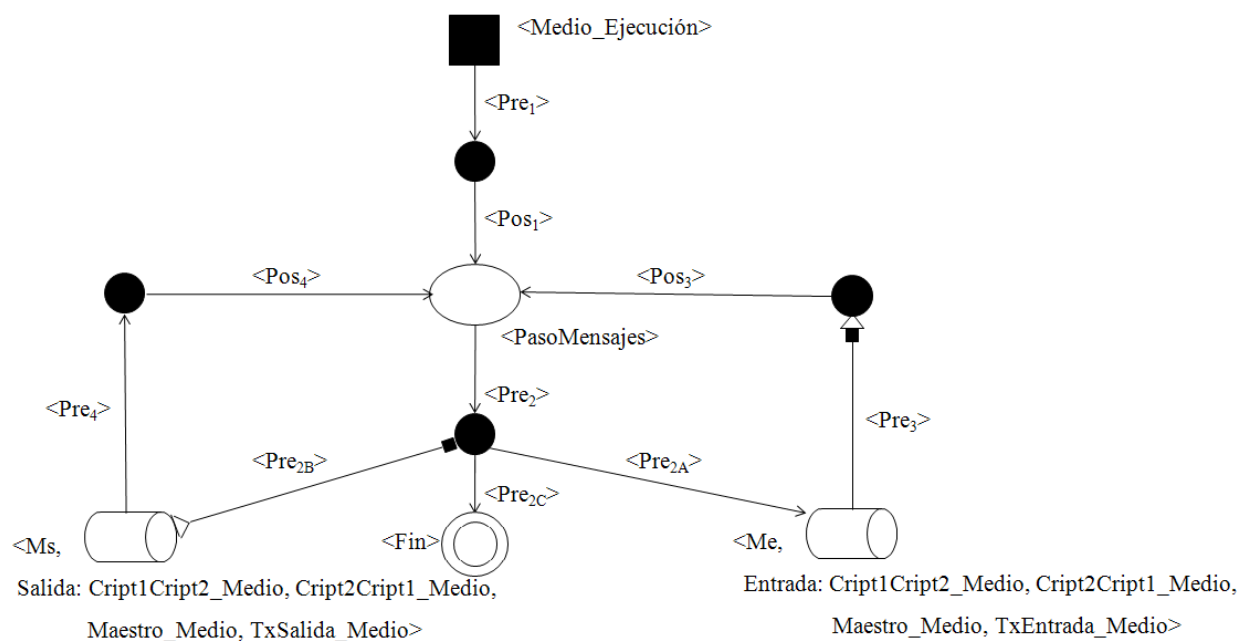 <Medio_Ejecución>
<Pre1>
<Pos1>
<Pos4>
<Pos3>
<PasoMensajes>
<Pre2>
<Pre4>
<Pre3>
<Pre2B>
<Pre2A>
<Pre2C>
<Ms,
<Fin>
<Me,
Salida: Cript1Cript2_Medio, Cript2Cript1_Medio,
Maestro_Medio, TxSalida_Medio>
Entrada: Cript1Cript2_Medio, Cript2Cript1_Medio,
Maestro_Medio, TxEntrada_Medio>